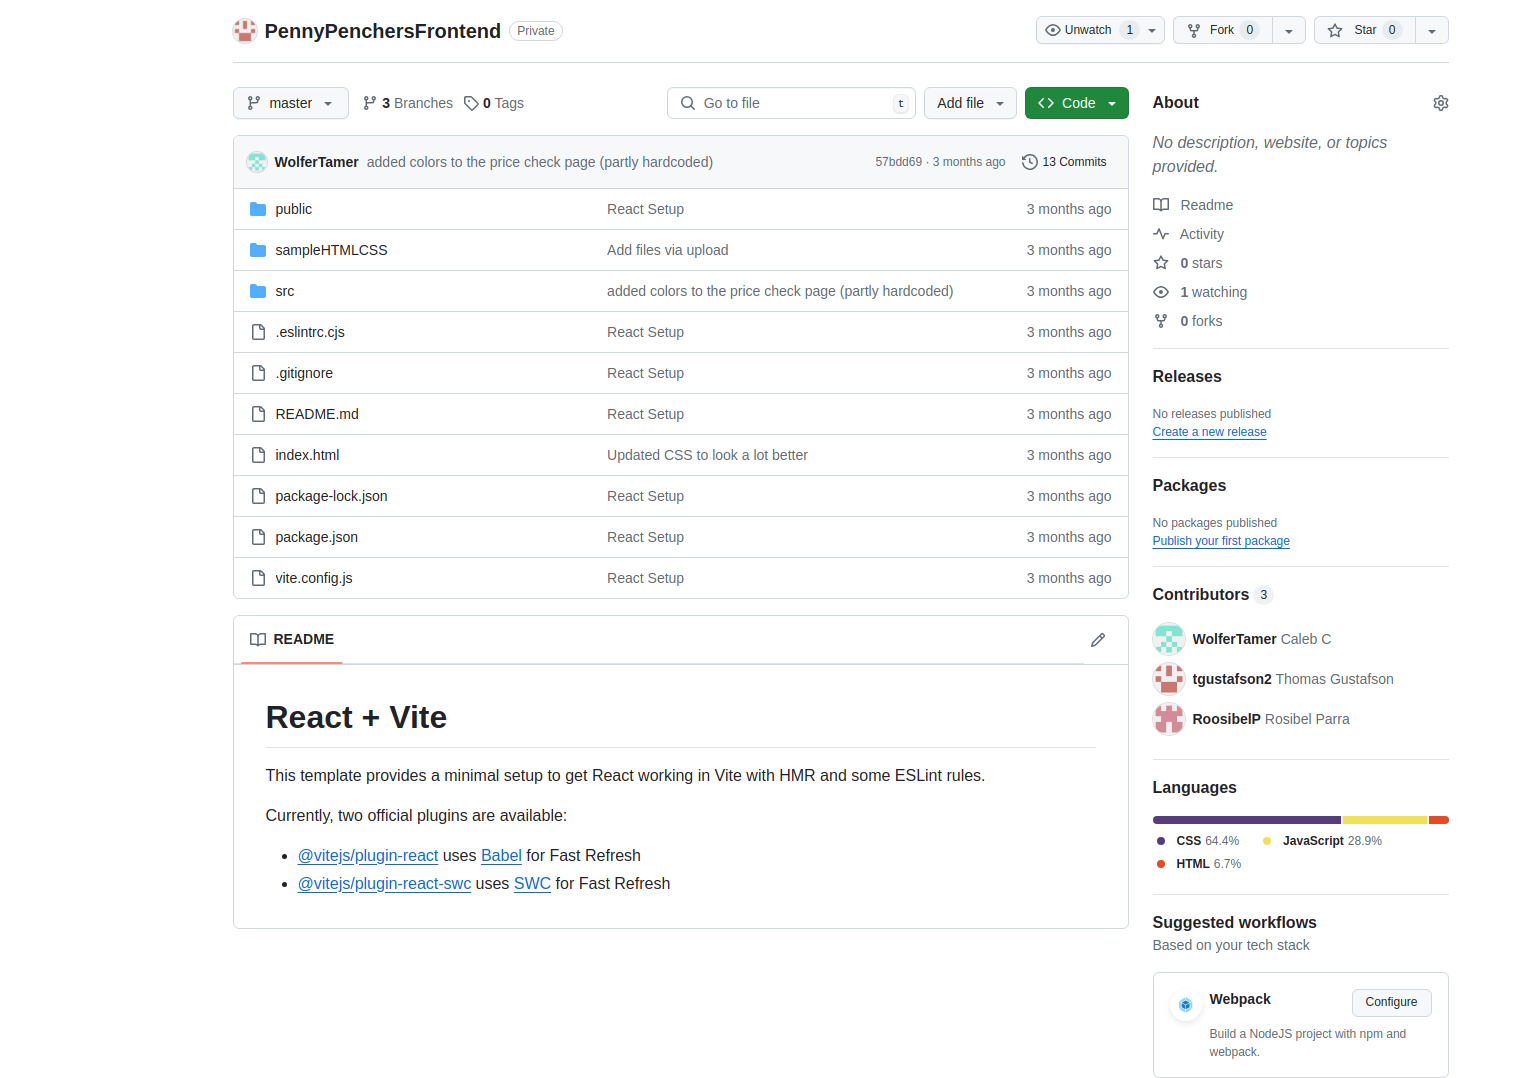 PennyPenchersFrontend Private
Unwatch 1
Fork 0
Star 0
master
3 Branches
0 Tags
Go to file t
Add file
Code
WolferTamer added colors to the price check page (partly hardcoded) 57bdd69 · 3 months ago 13 Commits
public React Setup 3 months ago
sampleHTMLCSS Add files via upload 3 months ago
src added colors to the price check page (partly hardcoded) 3 months ago
.eslintrc.cjs React Setup 3 months ago
.gitignore React Setup 3 months ago
README.md React Setup 3 months ago
index.html Updated CSS to look a lot better 3 months ago
package-lock.json React Setup 3 months ago
package.json React Setup 3 months ago
vite.config.js React Setup 3 months ago
README
React + Vite
This template provides a minimal setup to get React working in Vite with HMR and some ESLint rules.
Currently, two official plugins are available:
• @vitejs/plugin-react uses Babel for Fast Refresh
• @vitejs/plugin-react-swc uses SWC for Fast Refresh
About
No description, website, or topics
provided.
Readme
Activity
0 stars
1 watching
0 forks
Releases
No releases published
Create a new release
Packages
No packages published
Publish your first package
Contributors 3
WolferTamer Caleb C
tgustafson2 Thomas Gustafson
RoosibelP Rosibel Parra
Languages
CSS 64.4% JavaScript 28.9%
HTML 6.7%
Suggested workflows
Based on your tech stack
Webpack
Configure
Build a NodeJS project with npm and
webpack.